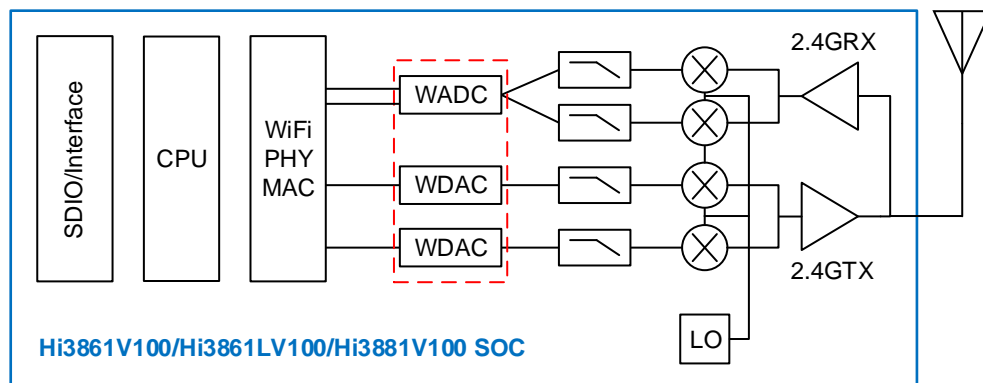 SDIO/Interface
CPU
WiFi
PHY
MAC
WADC
WDAC
WDAC
2.4GRX
2.4GTX
LO
Hi3861V100/Hi3861LV100/Hi3881V100 SOC